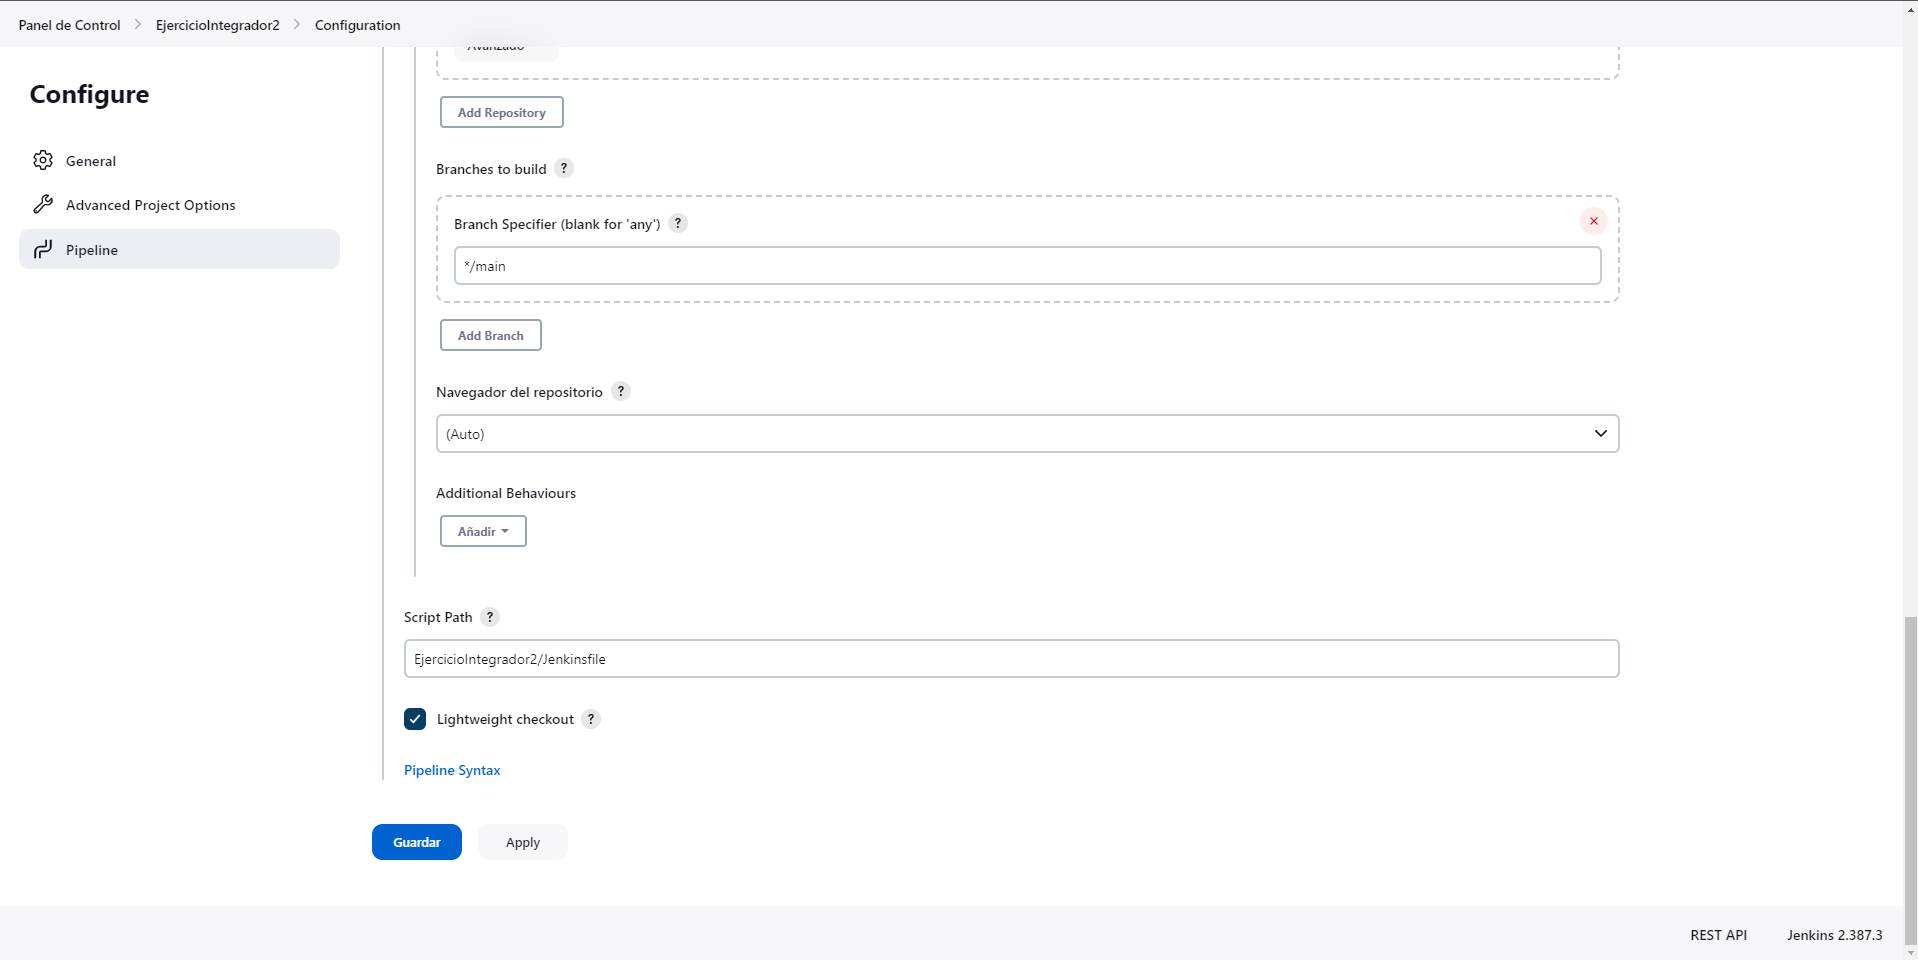 Panel de Control > EjercicioIntegrador2 > Configuration
Configure
General
Advanced Project Options
Pipeline
Avanzado
Add Repository
Branches to build ?
Branch Specifier (blank for 'any') ?
*/main
Add Branch
Navegador del repositorio ?
(Auto)
Additional Behaviours
Añadir
Script Path ?
EjercicioIntegrador2/Jenkinsfile
Lightweight checkout ?
Pipeline Syntax
Guardar
Apply
REST API
Jenkins 2.387.3